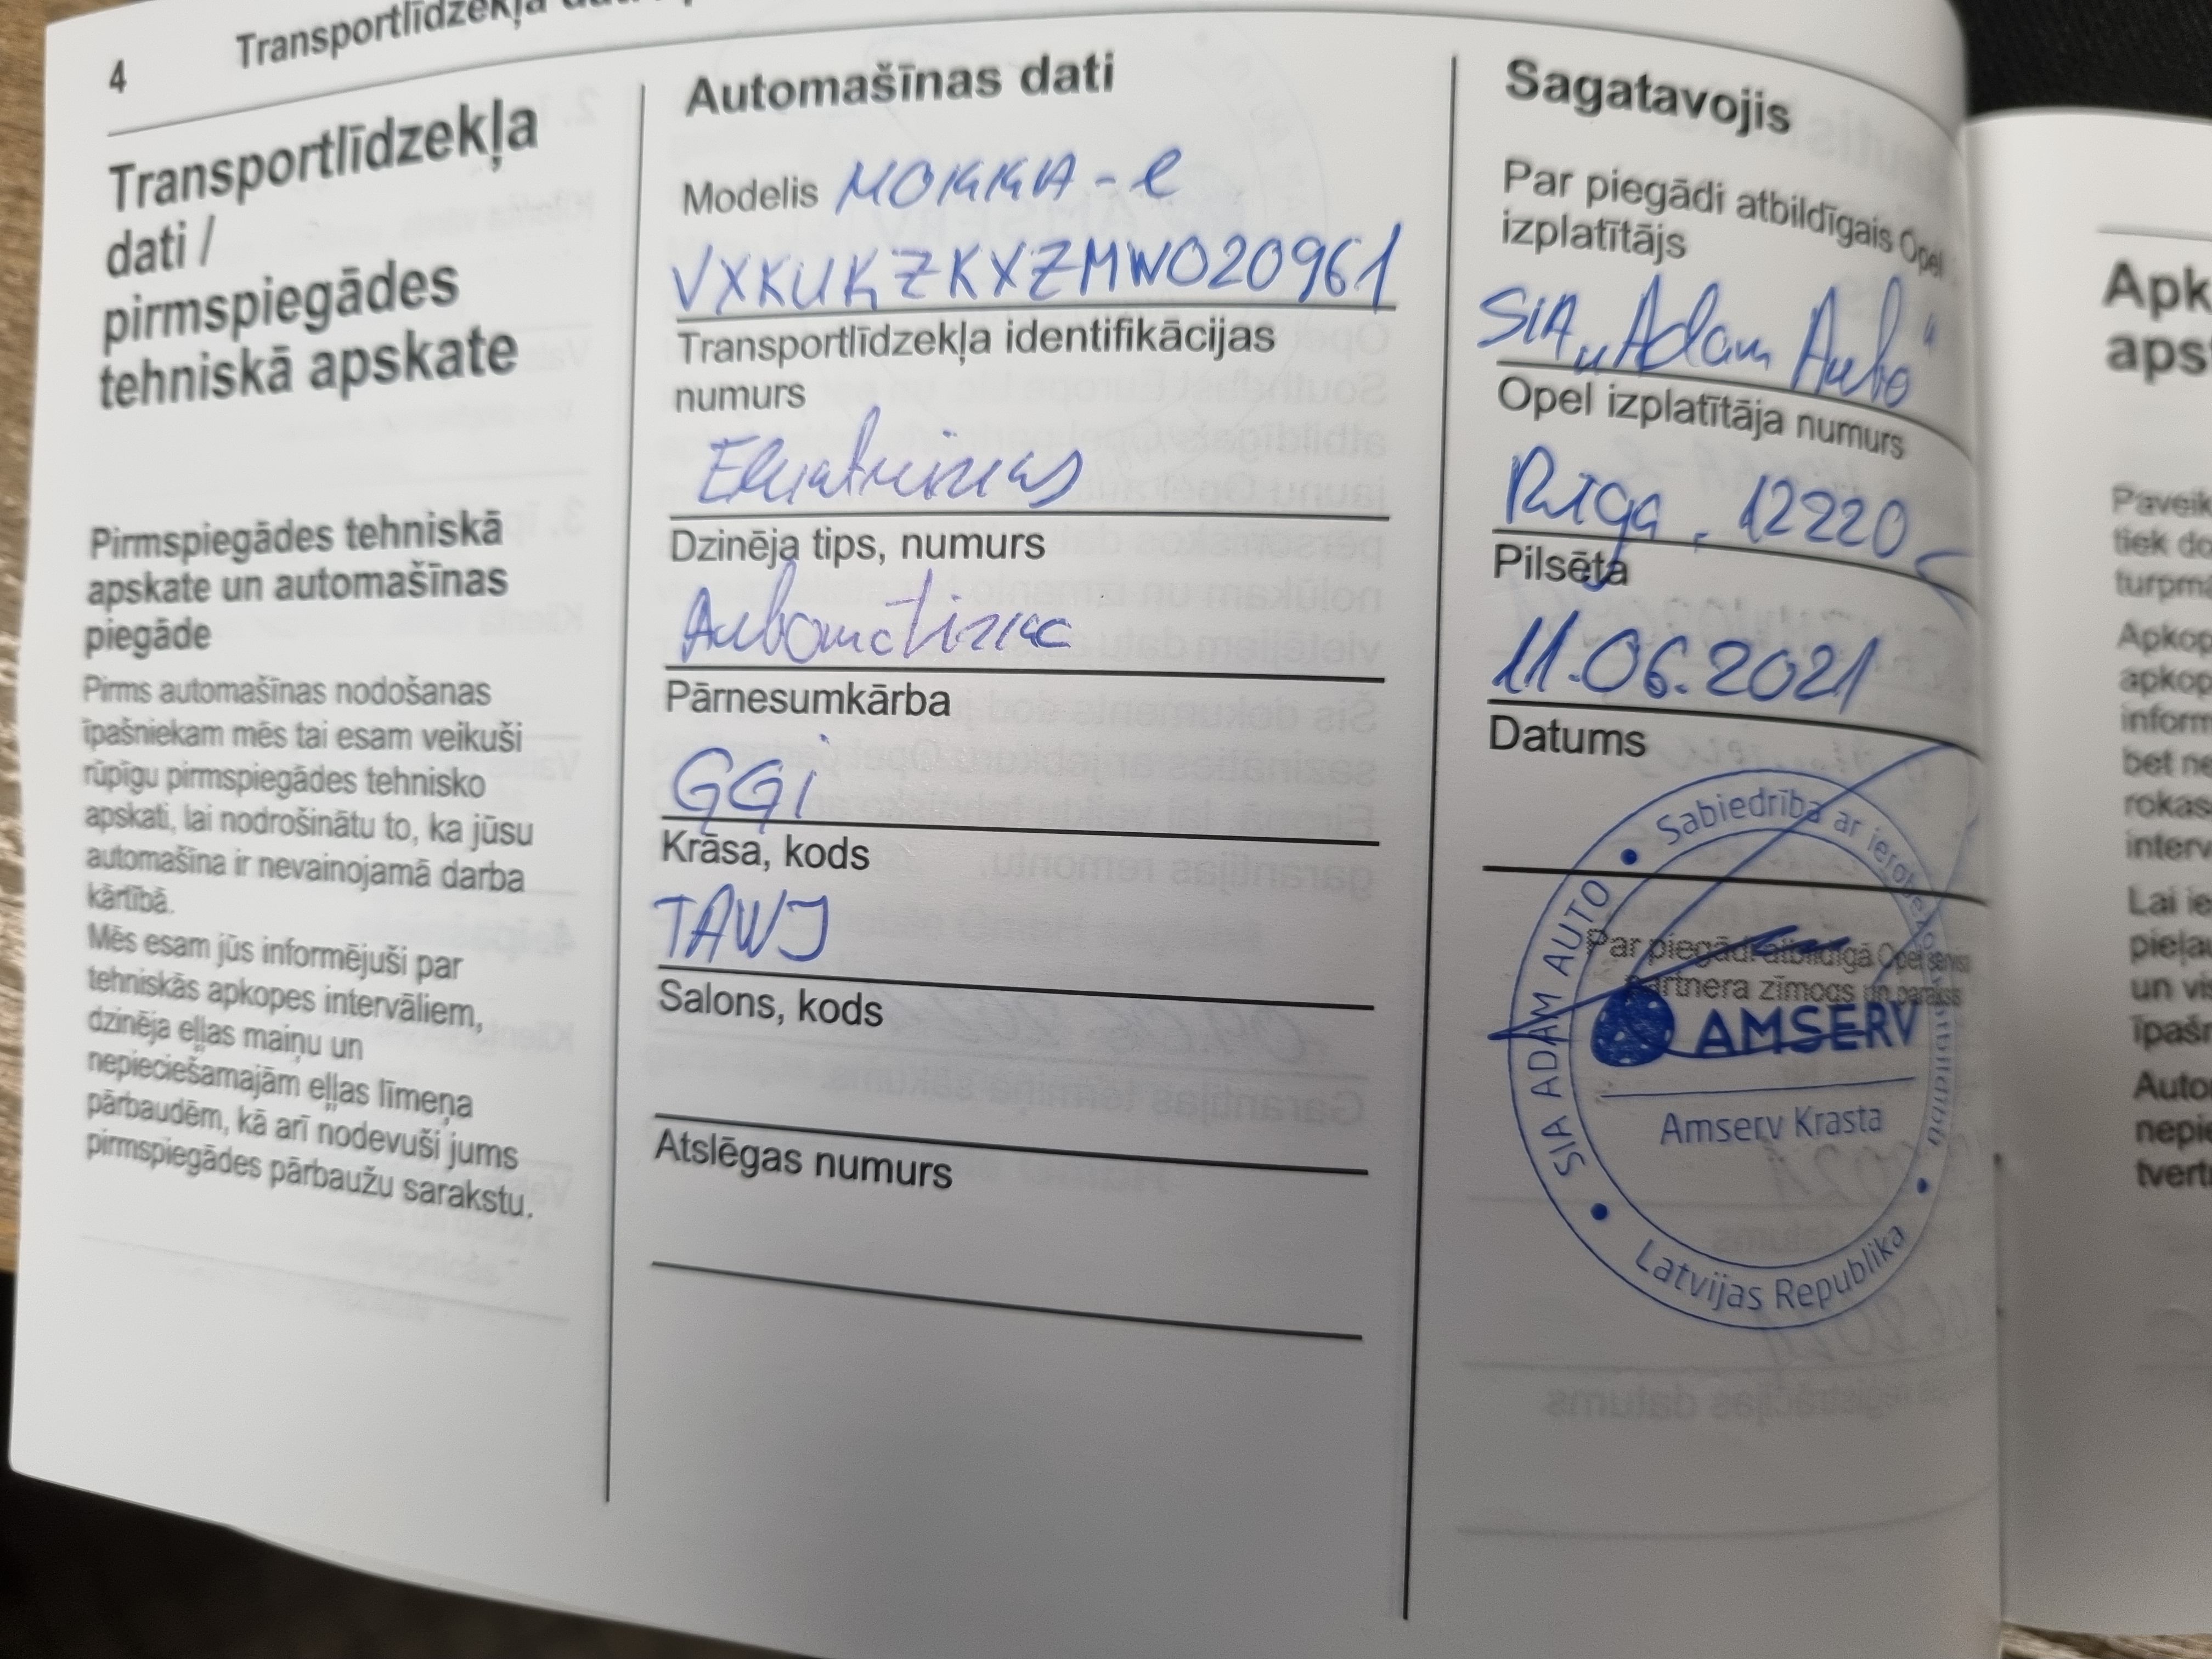 4
Transportlīdzekļa
Transportlīdzekļa
dati /
pirmspiegādes
tehniskā apskate
Pirmspiegādes tehniskā
apskate un automašīnas
piegāde
Pirms automašīnas nodošanas
īpašniekam mēs tai esam veikuši
rūpīgu pirmspiegādes tehnisko
apskati, lai nodrošinātu to, ka jūsu
automašīna ir nevainojamā darba
kārtībā.
Mēs esam jūs informējuši par
tehniskās apkopes intervāliem,
dzinēja eļļas maiņu un
nepieciešamajām eļļas līmeņa
pārbaudēm, kā arī nodevuši jums
pirmspiegādes pārbaužu sarakstu.
Automašīnas dati
Modelis MOKKA-e
VXKUKZKXZMW020961
Transportlīdzekļa identifikācijas
numurs
Elektriskais
Dzinēja tips, numurs
Automātiskā
Pārnesumkārba
GGi
Krāsa, kods
TAWJ
Salons, kods
Atslēgas numurs
Sagatavojis
Par piegādi atbildīgais Opel
izplatītājs
SIA „Adam Auto"
Opel izplatītāja numurs
Rīga, 12220
Pilsēta
11.06.2021
Datums
Par piegādi atbildīgā Opel servisa
partnera zīmogs un paraksts
Sabiedrība ar ierobežotu atbildību
SIA ADAM AUTO
AMSERV
Amserv Krasta
Latvijas Republika